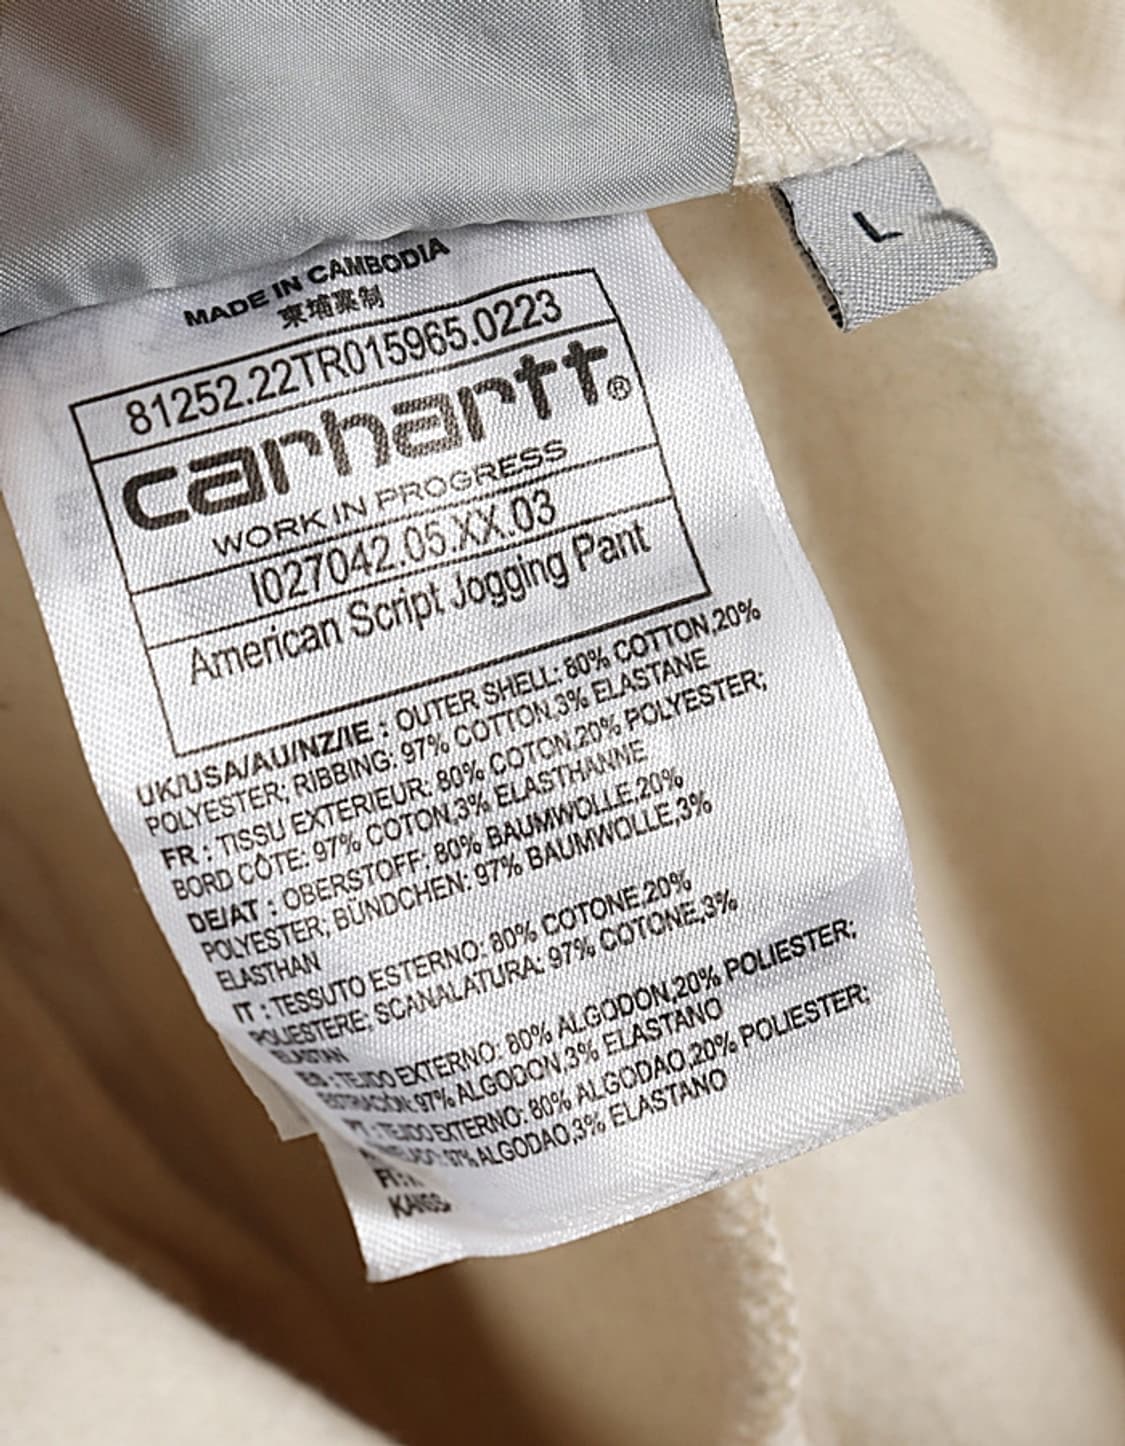 MADE IN CAMBODIA
柬埔寨制
81252.22TR015965.0223
carhartt®
WORK IN PROGRESS
I027042.05.XX.03
American Script Jogging Pant
UK/USA/AU/NZ/IE : OUTER SHELL: 80% COTTON,20%
POLYESTER; RIBBING: 97% COTTON,3% ELASTANE
FR : TISSU EXTERIEUR: 80% COTON,20% POLYESTER;
BORD CÔTE: 97% COTON,3% ELASTHANNE
DE/AT : OBERSTOFF: 80% BAUMWOLLE,20%
POLYESTER; BÜNDCHEN: 97% BAUMWOLLE,3%
ELASTHAN
IT : TESSUTO ESTERNO: 80% COTONE,20%
POLIESTERE; SCANALATURA: 97% COTONE,3%
ELASTAN
ES : TEJIDO EXTERNO: 80% ALGODON,20% POLIESTER;
97% ALGODON,3% ELASTANO
PT : TEJIDO EXTERNO: 80% ALGODAO,20% POLIESTER;
97% ALGODAO,3% ELASTANO
L